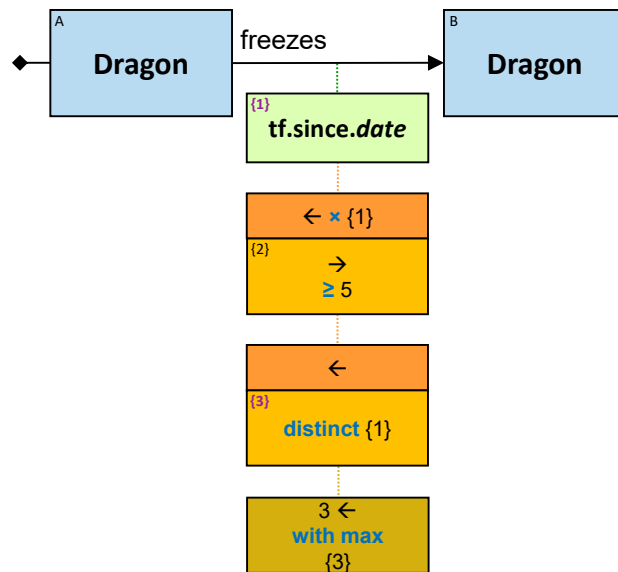 A
Dragon
freezes
B
Dragon
{1}
tf.since.date
← × {1}
{2}
→
≥ 5
←
{3}
distinct {1}
3 ←
with max
{3}